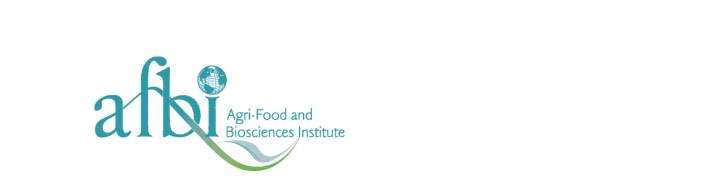 afbi
Agri-Food and
Biosciences Institute